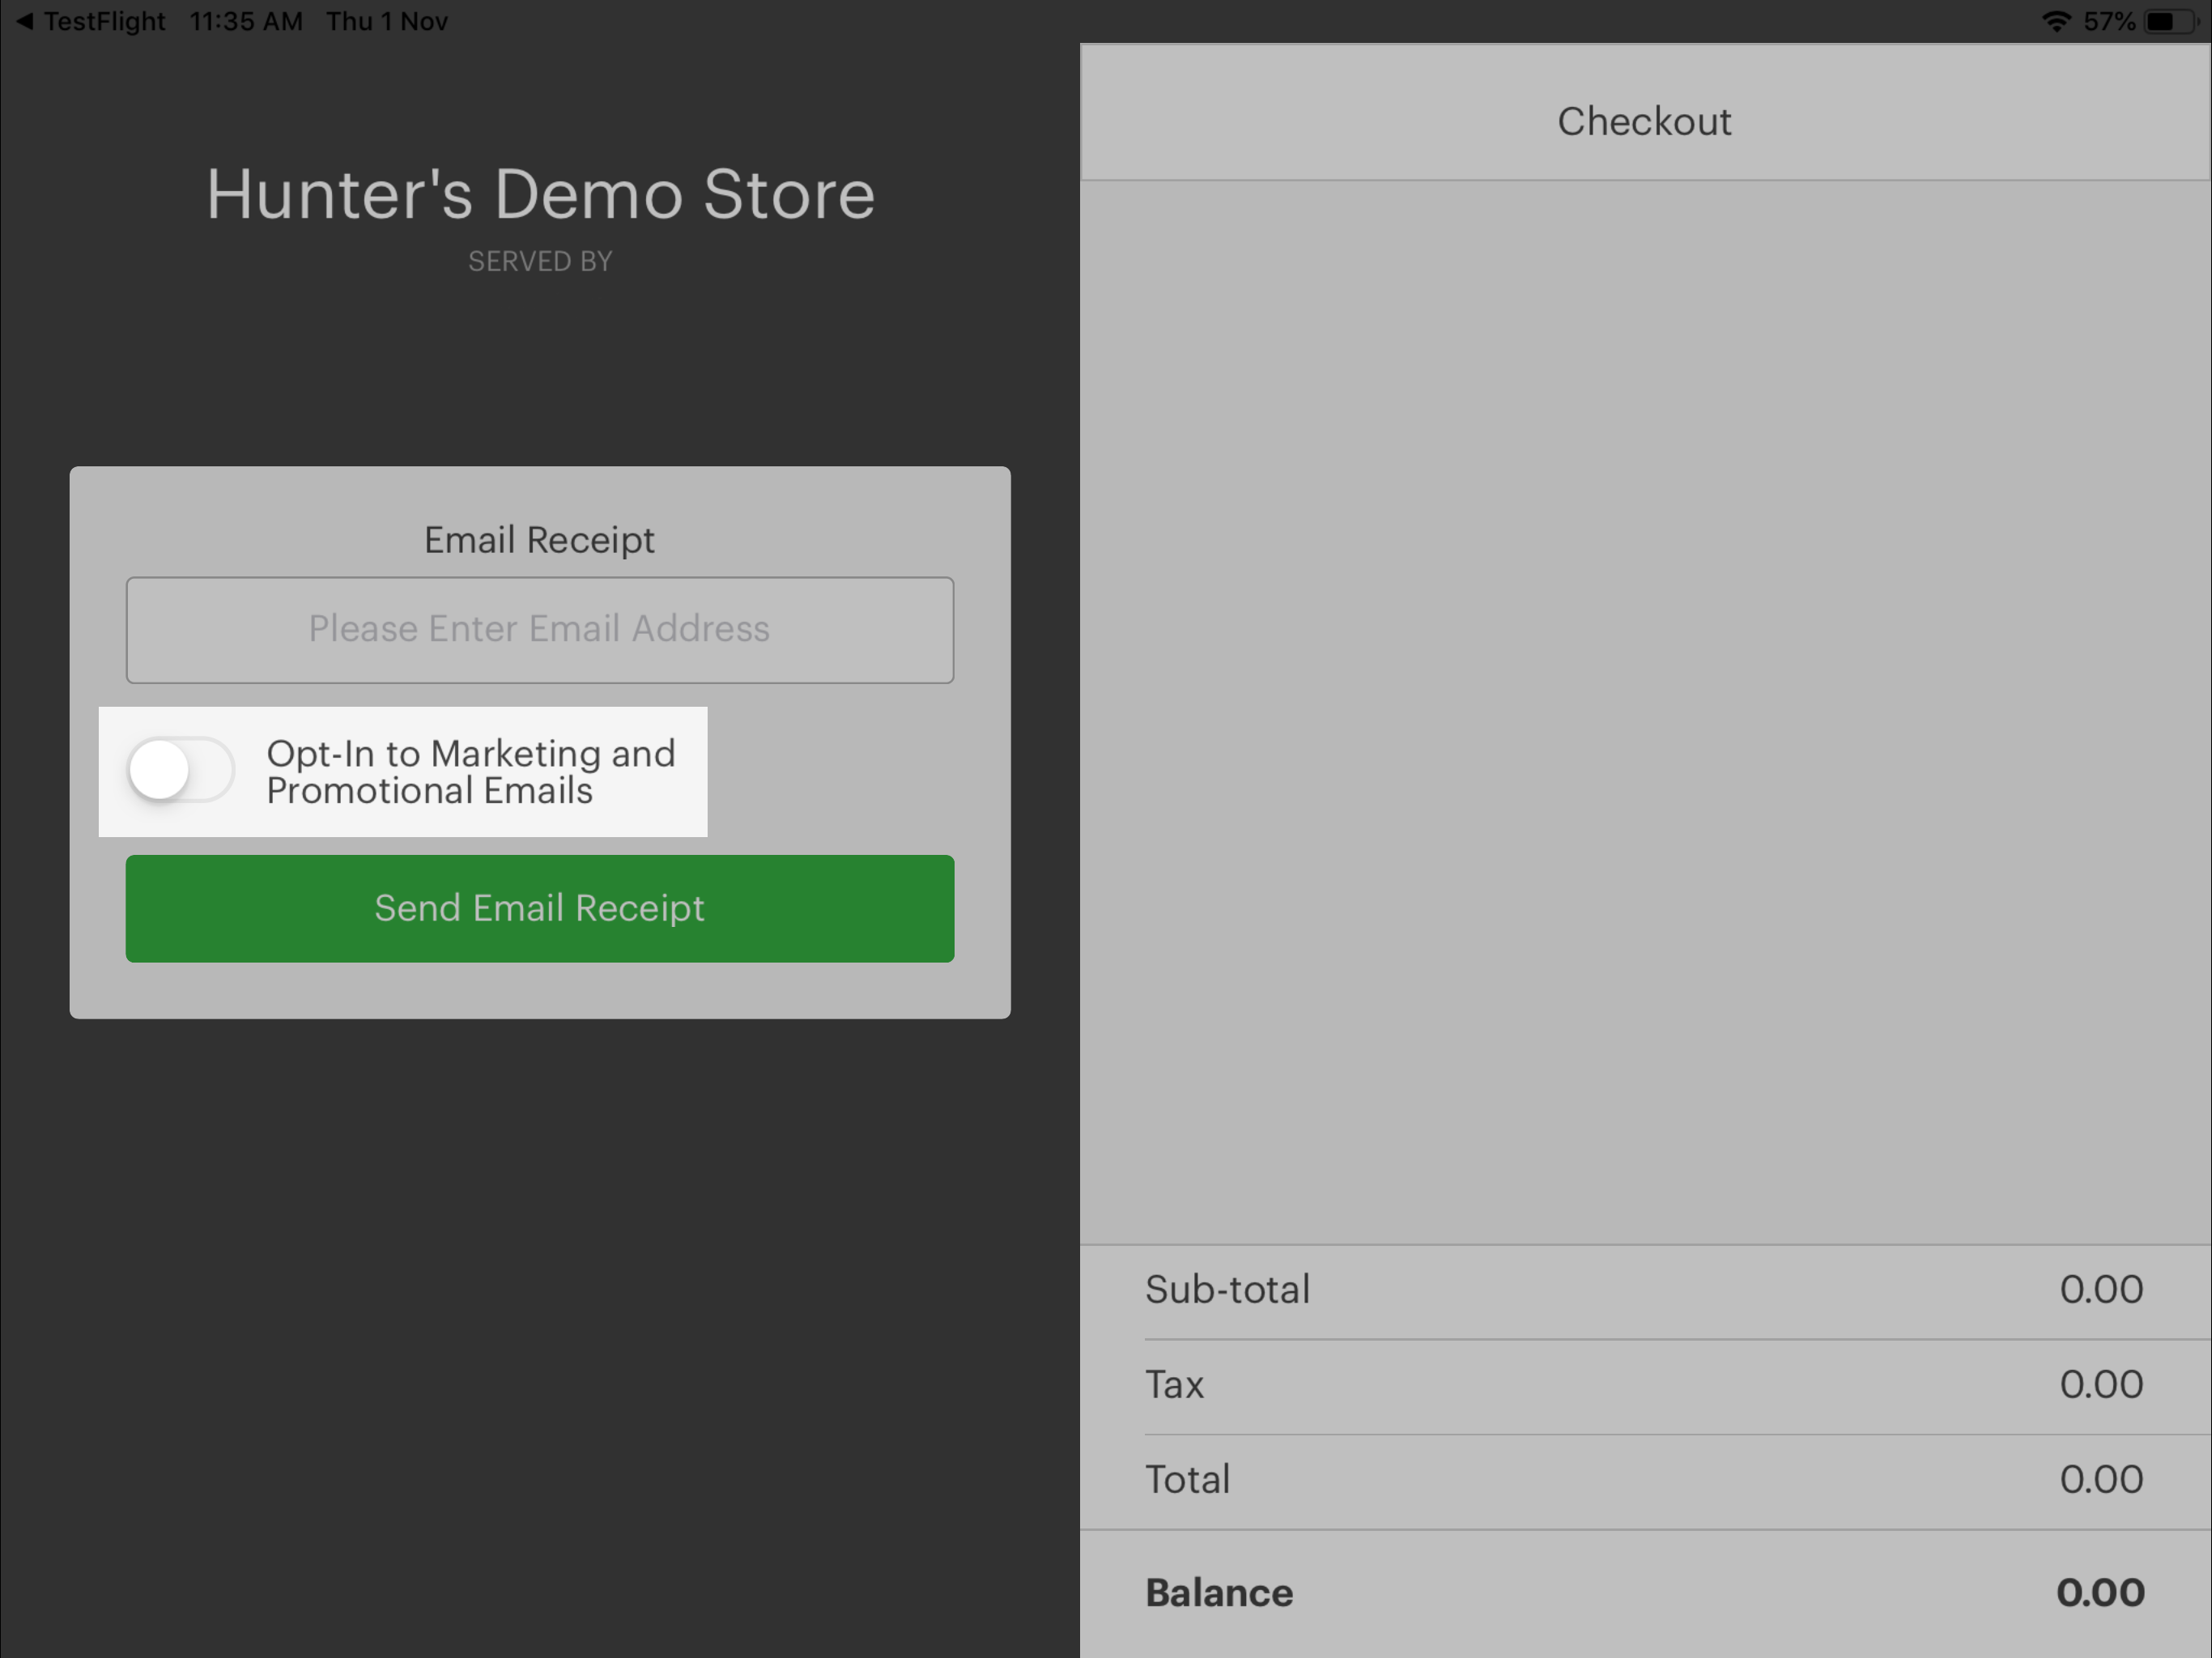 TestFlight 11:35 AM Thu 1 Nov
57%
Hunter's Demo Store
SERVED BY
Email Receipt
Please Enter Email Address
Opt-In to Marketing and
Promotional Emails
Send Email Receipt
Checkout
Sub-total 0.00
Tax 0.00
Total 0.00
Balance 0.00